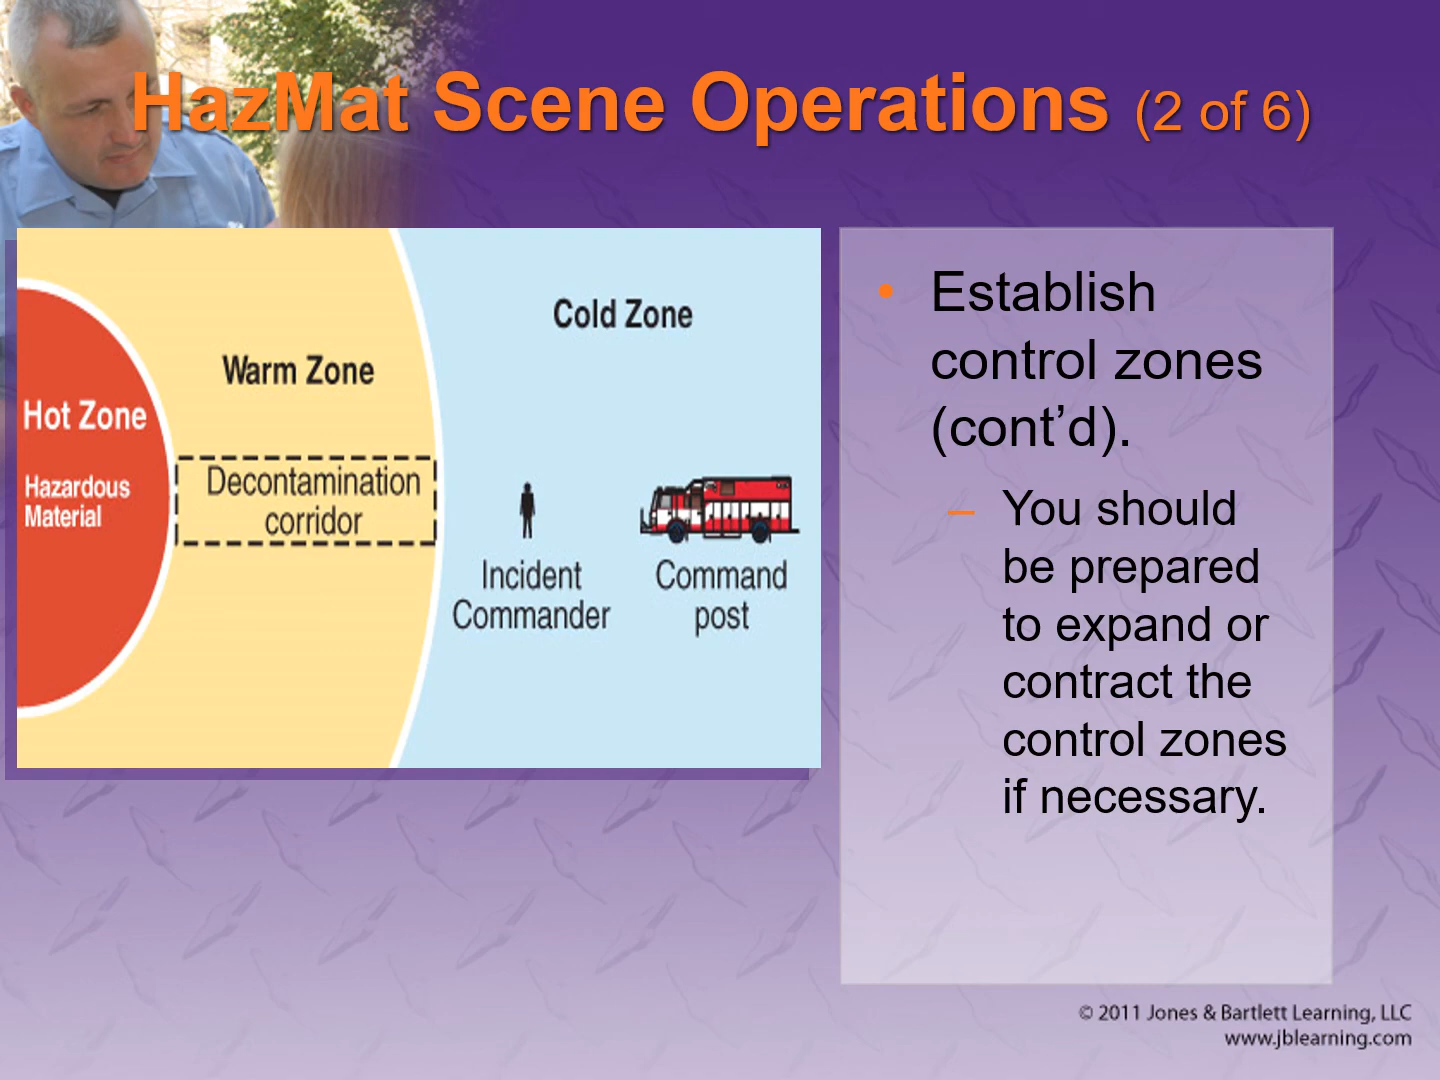 HazMat Scene Operations (2 of 6)
Cold Zone
Warm Zone
Hot Zone
Hazardous
Material
Decontamination
corridor
Incident
Commander
Command
post
• Establish
control zones
(cont’d).
– You should
be prepared
to expand or
contract the
control zones
if necessary.
© 2011 Jones & Bartlett Learning, LLC
www.jblearning.com